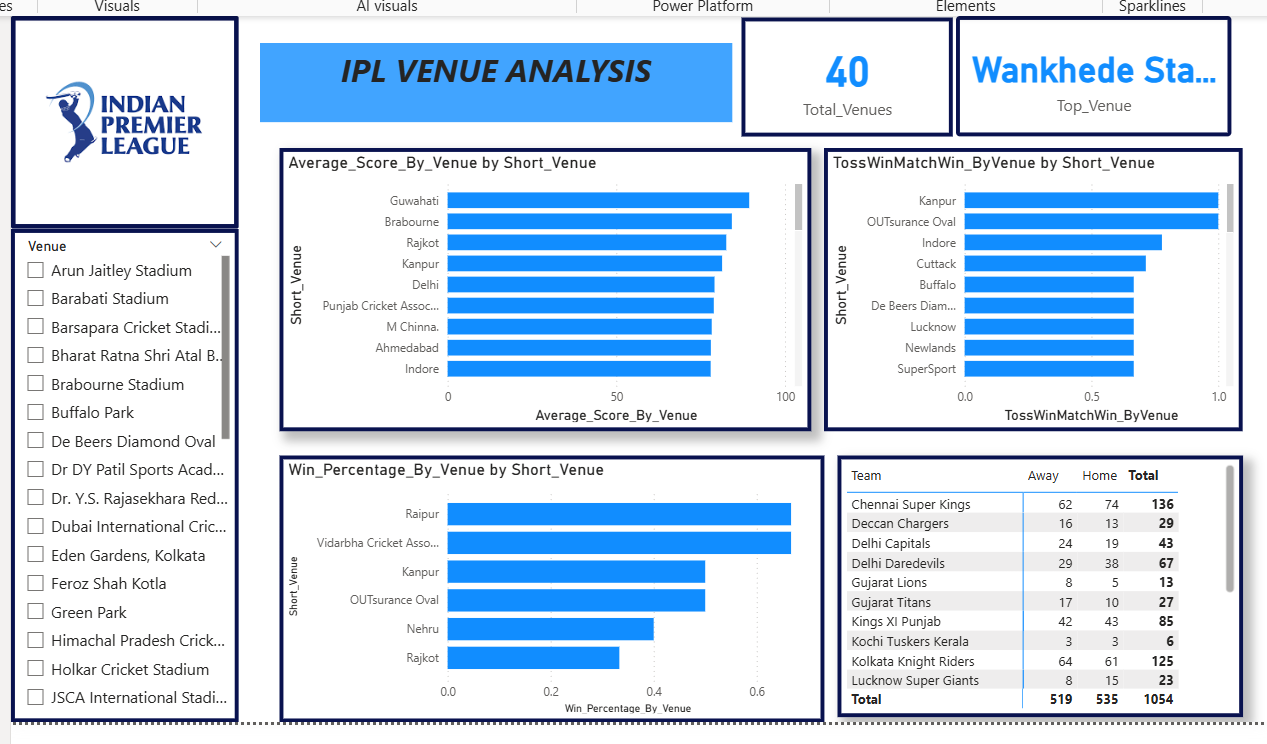 es
Visuals
AI visuals
Power Platform
Elements
Sparklines
INDIAN
PREMIER
LEAGUE
IPL VENUE ANALYSIS
40
Total_Venues
Wankhede Sta...
Top_Venue
Venue
Arun Jaitley Stadium
Barabati Stadium
Barsapara Cricket Stadi...
Bharat Ratna Shri Atal B...
Brabourne Stadium
Buffalo Park
De Beers Diamond Oval
Dr DY Patil Sports Acad...
Dr. Y.S. Rajasekhara Red...
Dubai International Cric...
Eden Gardens, Kolkata
Feroz Shah Kotla
Green Park
Himachal Pradesh Crick...
Holkar Cricket Stadium
JSCA International Stadi...
Average_Score_By_Venue by Short_Venue
Short_Venue
Guwahati
Brabourne
Rajkot
Kanpur
Delhi
Punjab Cricket Assoc...
M Chinna.
Ahmedabad
Indore
0 50 100
Average_Score_By_Venue
TossWinMatchWin_ByVenue by Short_Venue
Short_Venue
Kanpur
OUTsurance Oval
Indore
Cuttack
Buffalo
De Beers Diam...
Lucknow
Newlands
SuperSport
0.0 0.5 1.0
TossWinMatchWin_ByVenue
Win_Percentage_By_Venue by Short_Venue
Short_Venue
Raipur
Vidarbha Cricket Asso...
Kanpur
OUTsurance Oval
Nehru
Rajkot
0.0 0.2 0.4 0.6
Win_Percentage_By_Venue
Team Away Home Total
Chennai Super Kings 62 74 136
Deccan Chargers 16 13 29
Delhi Capitals 24 19 43
Delhi Daredevils 29 38 67
Gujarat Lions 8 5 13
Gujarat Titans 17 10 27
Kings XI Punjab 42 43 85
Kochi Tuskers Kerala 3 3 6
Kolkata Knight Riders 64 61 125
Lucknow Super Giants 8 15 23
Total 519 535 1054